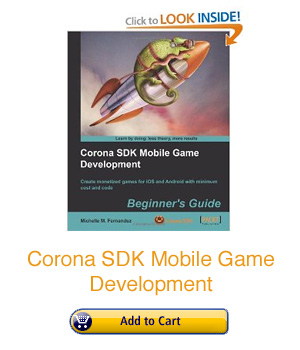 Click to LOOK INSIDE!
Learn by doing: less theory, more results
Corona SDK Mobile Game
Development
Create monetized games for iOS and Android with minimum
cost and code
Beginner's Guide
Michelle M. Fernandez
Corona SDK Mobile Game
Development
Add to Cart